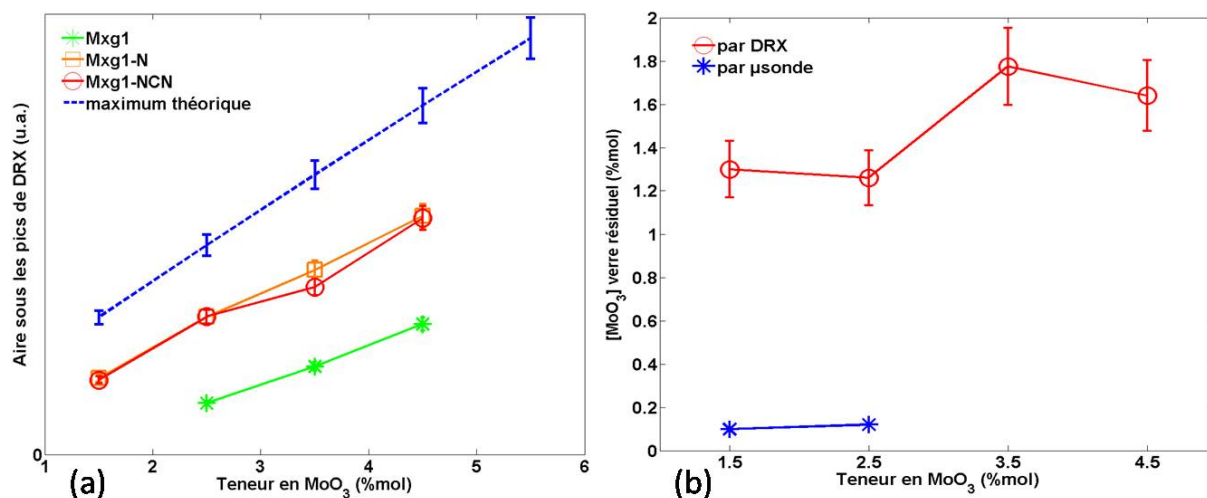 Mxg1
Mxg1-N
Mxg1-NCN
maximum théorique
Aire sous les pics de DRX (u.a.)
0
1
2
3
4
5
6
Teneur en MoO3 (%mol)
(a)
par DRX
par µsonde
[MoO3] verre résiduel (%mol)
2
1.8
1.6
1.4
1.2
1
0.8
0.6
0.4
0.2
0
1.5
2.5
3.5
4.5
Teneur en MoO3 (%mol)
(b)